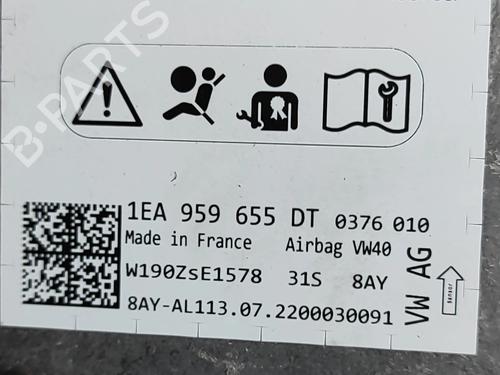 1EA 959 655 DT 0376 010
Made in France Airbag VW40
W190ZsE1578 31S 8AY
8AY-AL113.07.2200030091
VW AG
Sensor
B-PARTS